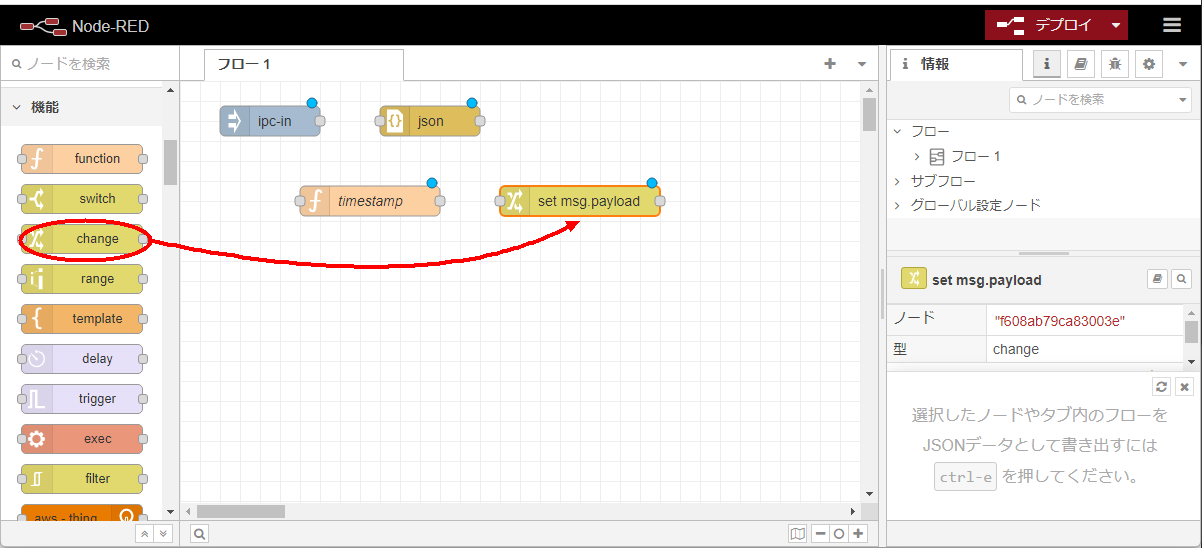 Node-RED
デプロイ
ノードを検索
フロー 1
情報
機能
ノードを検索
function
switch
change
range
template
delay
trigger
exec
filter
aws - thing
ipc-in
json
timestamp
set msg.payload
フロー
フロー 1
サブフロー
グローバル設定ノード
set msg.payload
ノード "f608ab79ca83003e"
型 change
選択したノードやタブ内のフローを
JSONデータとして書き出すには
ctrl-e を押してください。